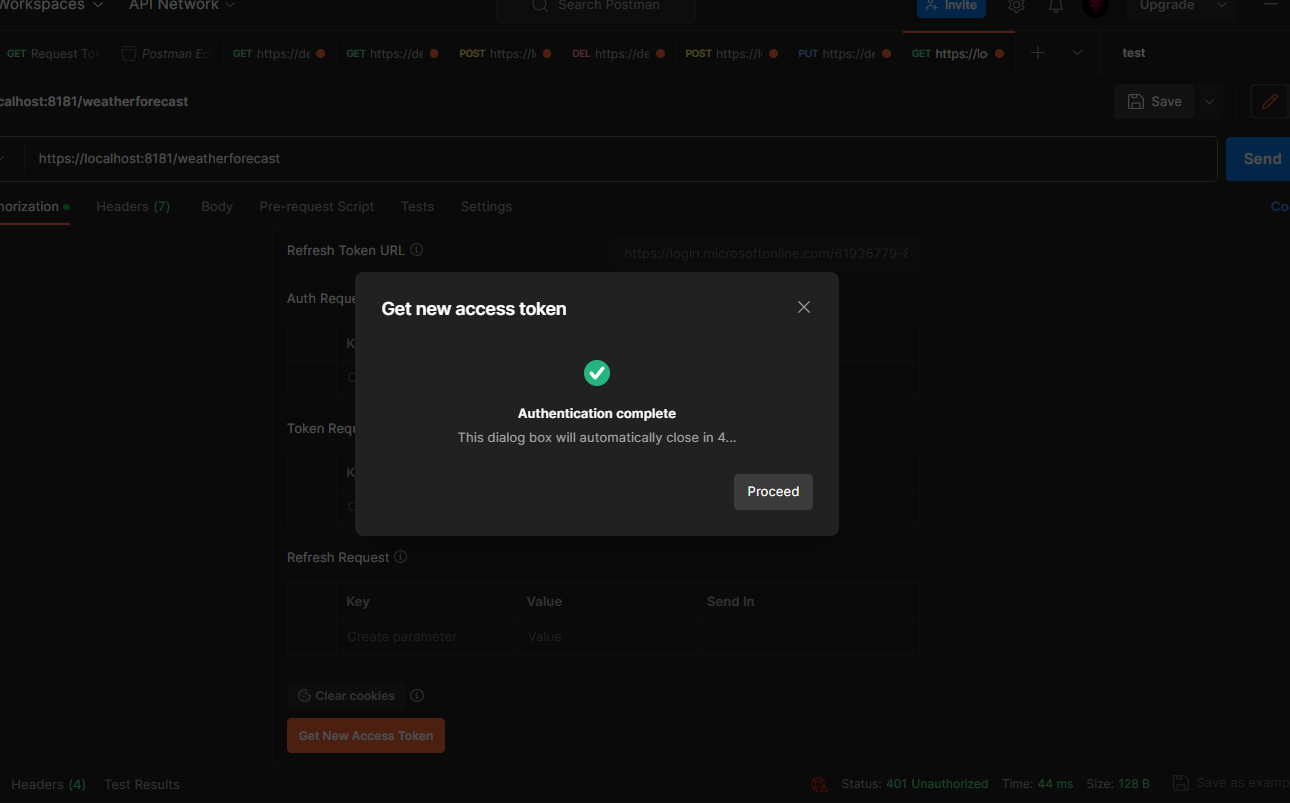 Workspaces API Network Search Postman Invite Upgrade
GET Request To Postman Ec GET https://de GET https://de POST https://l DEL https://de POST https://l PUT https://de GET https://lo test
calhost:8181/weatherforecast Save
https://localhost:8181/weatherforecast Send
horization Headers (7) Body Pre-request Script Tests Settings Co
Refresh Token URL https://login.microsoftonline.com/61936779-
Auth Reque
K
C
Token Requ
K
C
Get new access token
Authentication complete
This dialog box will automatically close in 4...
Proceed
Refresh Request
Key Value Send In
Create parameter Value
Clear cookies
Get New Access Token
Headers (4) Test Results Status: 401 Unauthorized Time: 44 ms Size: 128 B Save as examp